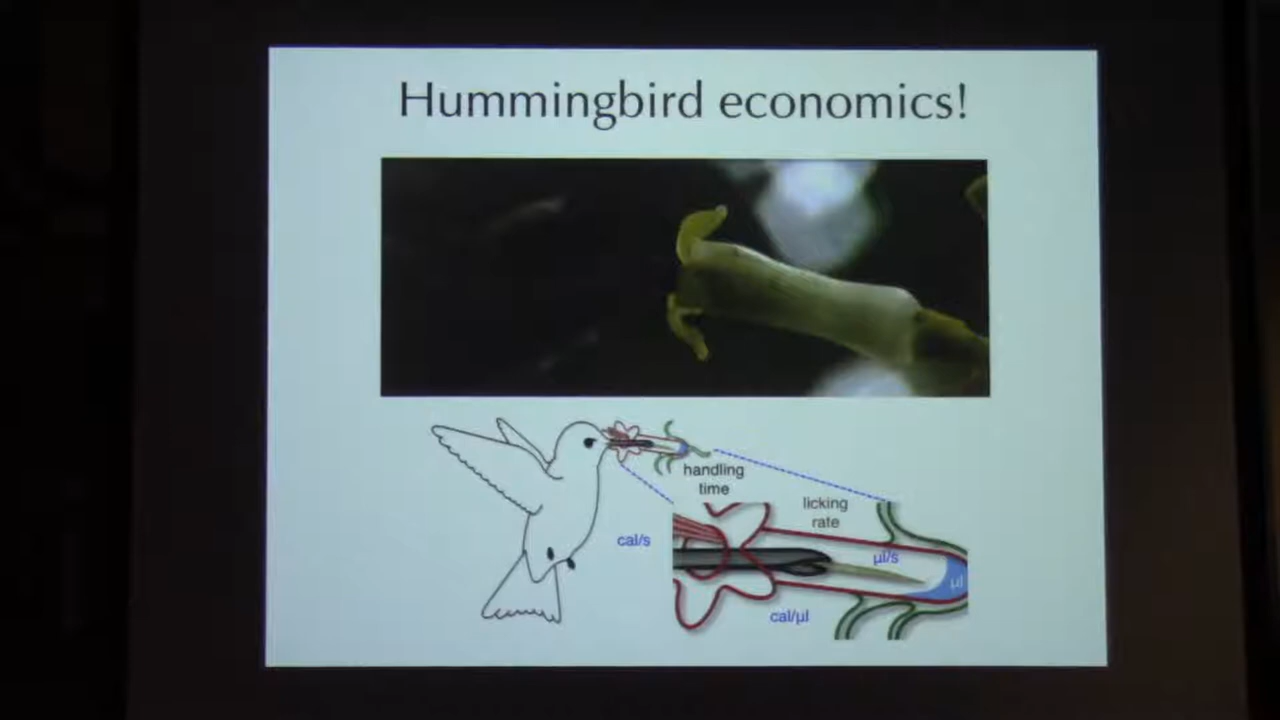 Hummingbird economics!
handling
time
licking
rate
cal/s
µl/s
µl
cal/µl